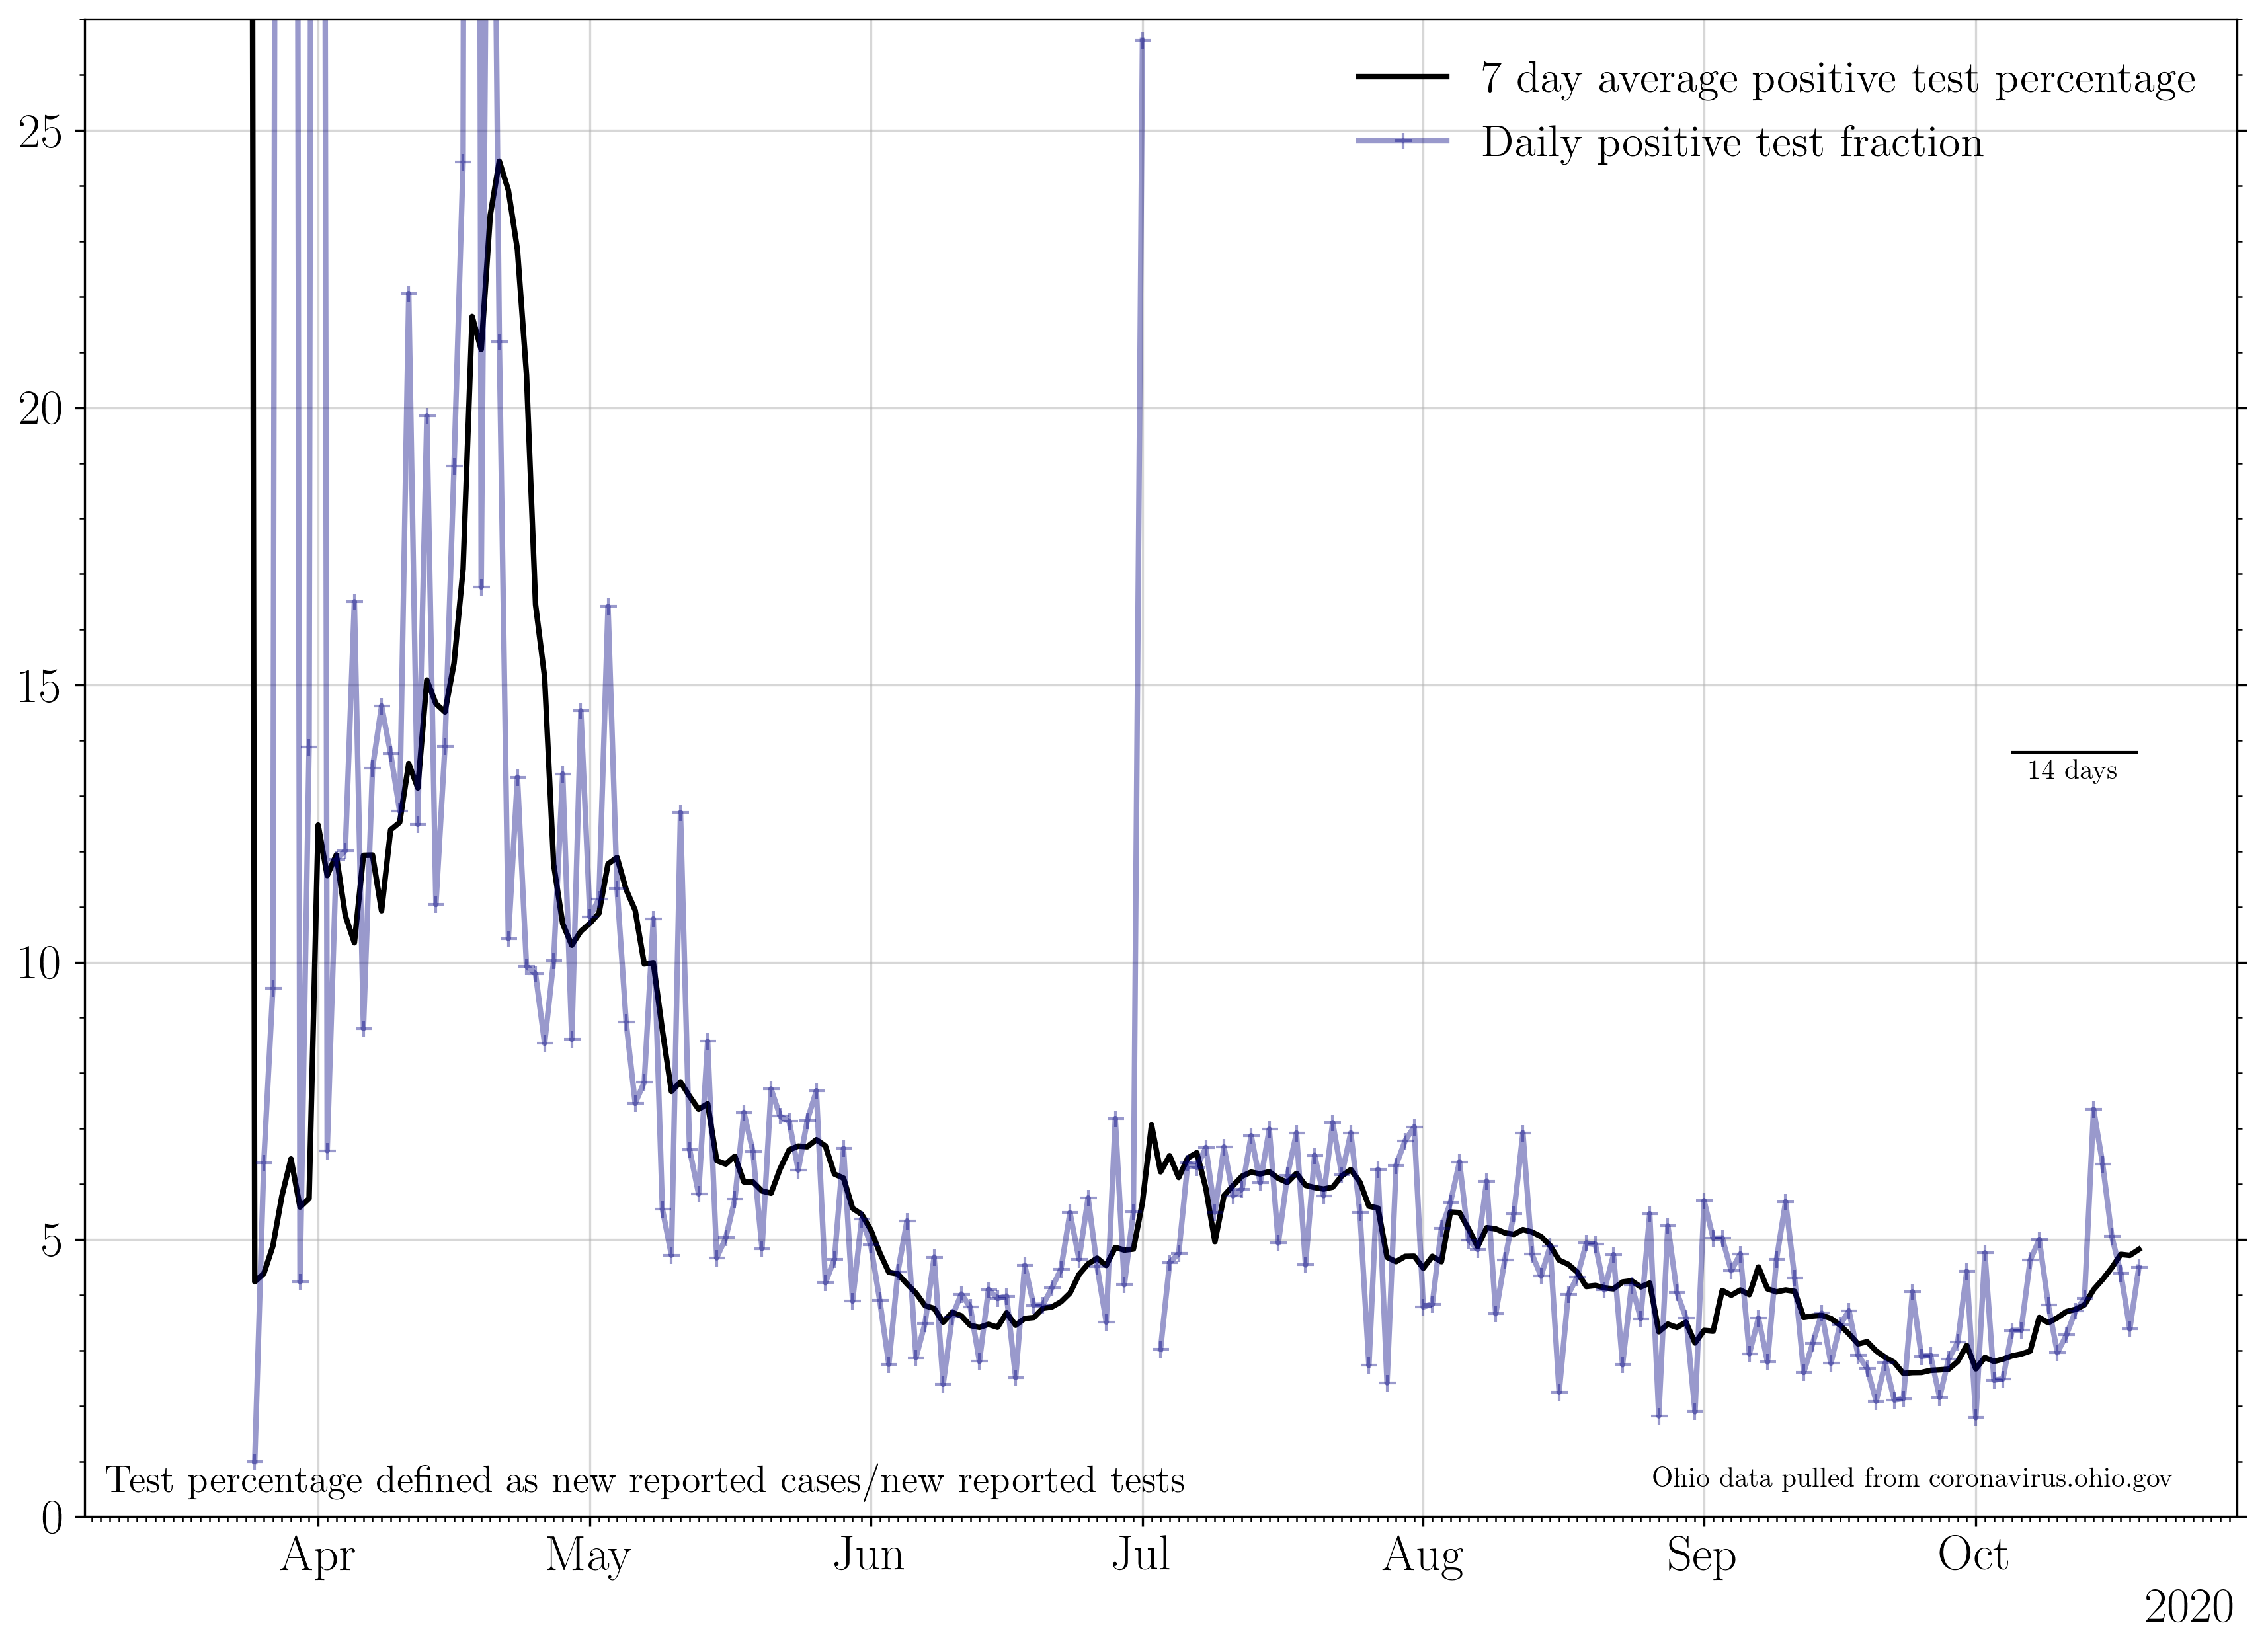 7 day average positive test percentage
Daily positive test fraction
25
20
15
10
5
0
14 days
Test percentage defined as new reported cases/new reported tests
Ohio data pulled from coronavirus.ohio.gov
Apr May Jun Jul Aug Sep Oct
2020